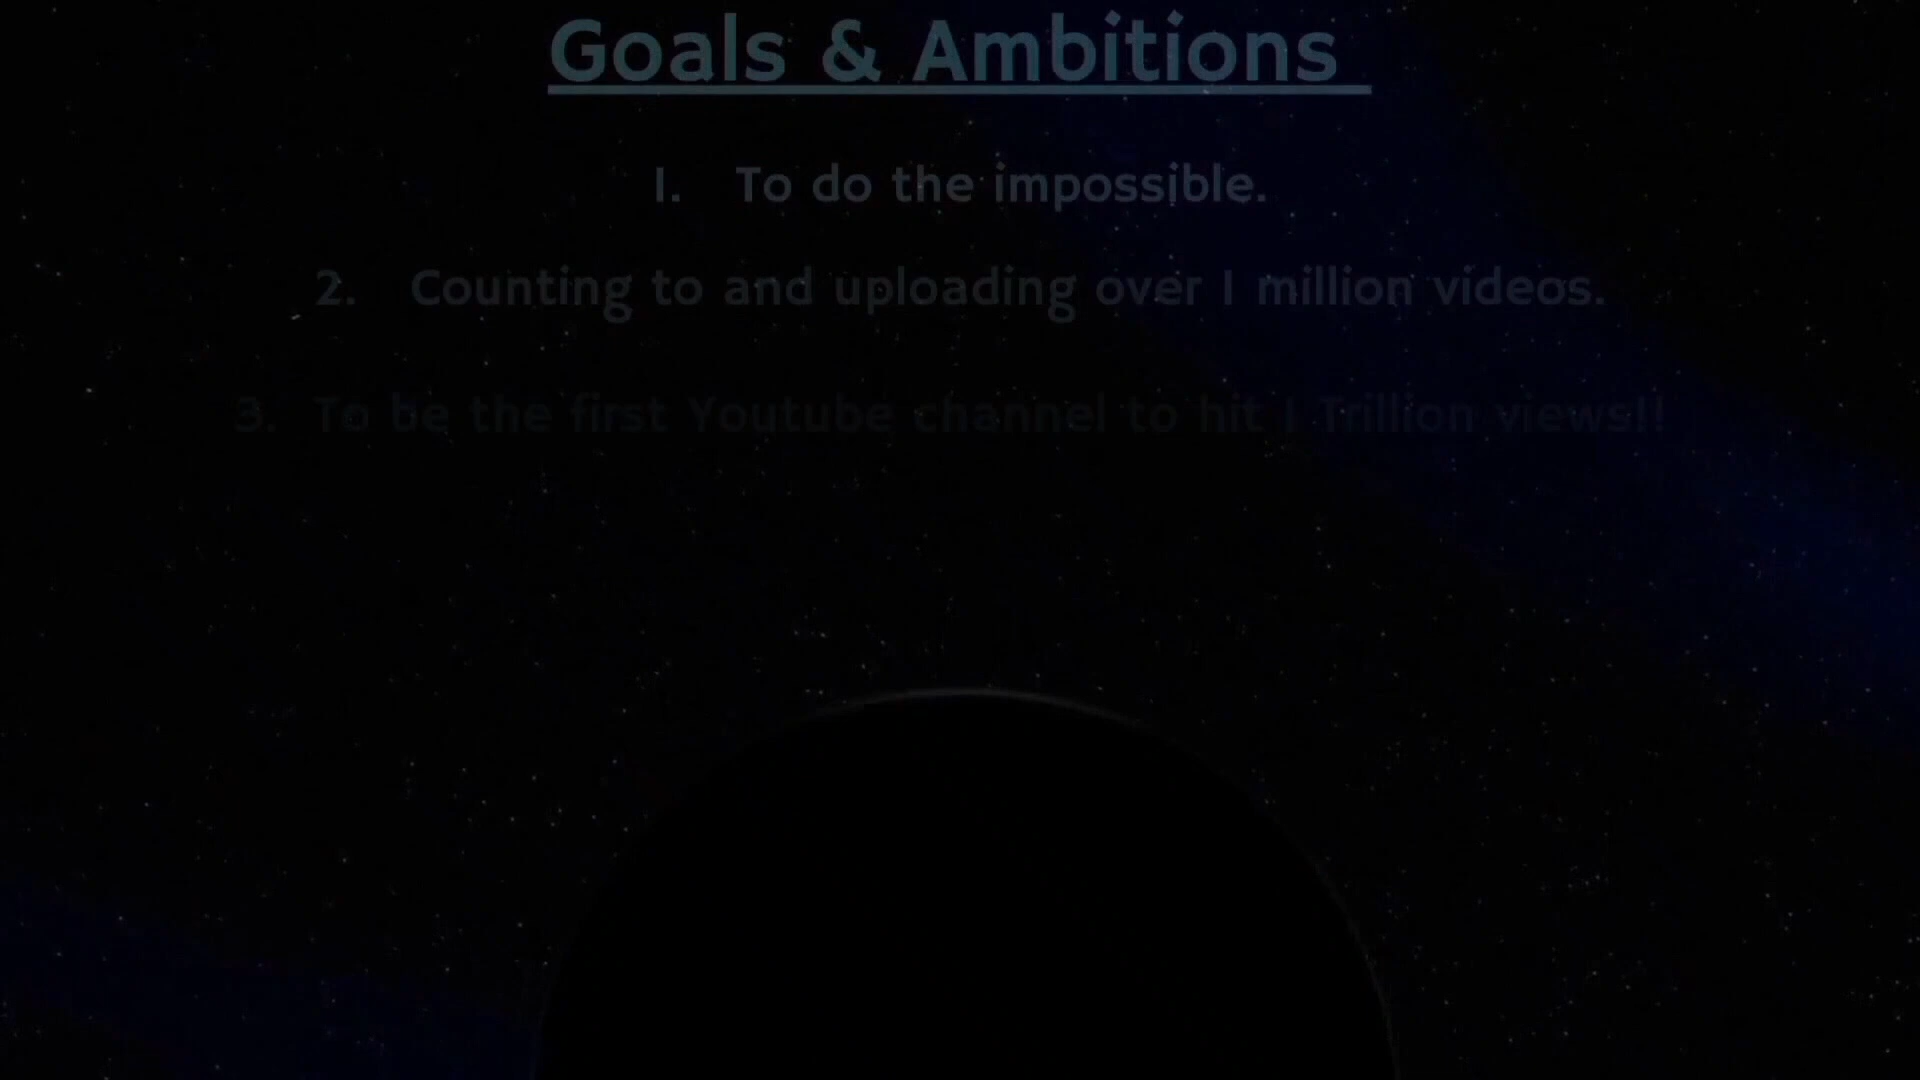 Goals & Ambitions
1. To do the impossible.
2. Counting to and uploading over 1 million videos.
3. To be the first Youtube channel to hit 1 Trillion views!!